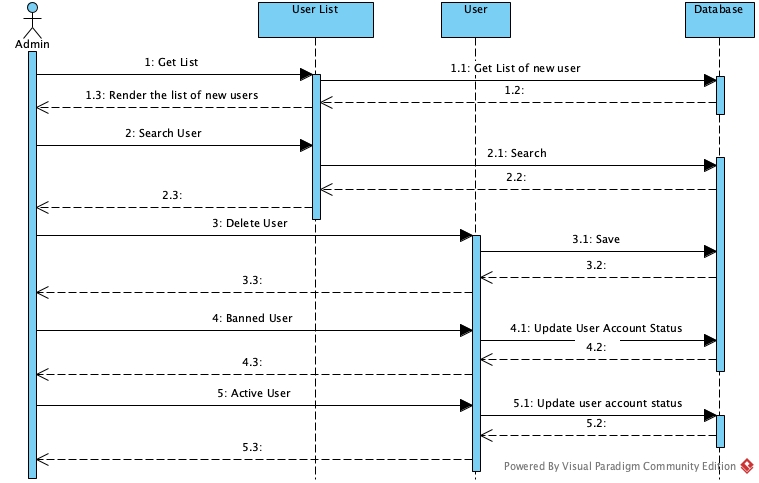 User List
User
Database
Admin
1: Get List
1.1: Get List of new user
1.2:
1.3: Render the list of new users
2: Search User
2.1: Search
2.2:
2.3:
3: Delete User
3.1: Save
3.2:
3.3:
4: Banned User
4.1: Update User Account Status
4.2:
4.3:
5: Active User
5.1: Update user account status
5.2:
5.3:
Powered By Visual Paradigm Community Edition